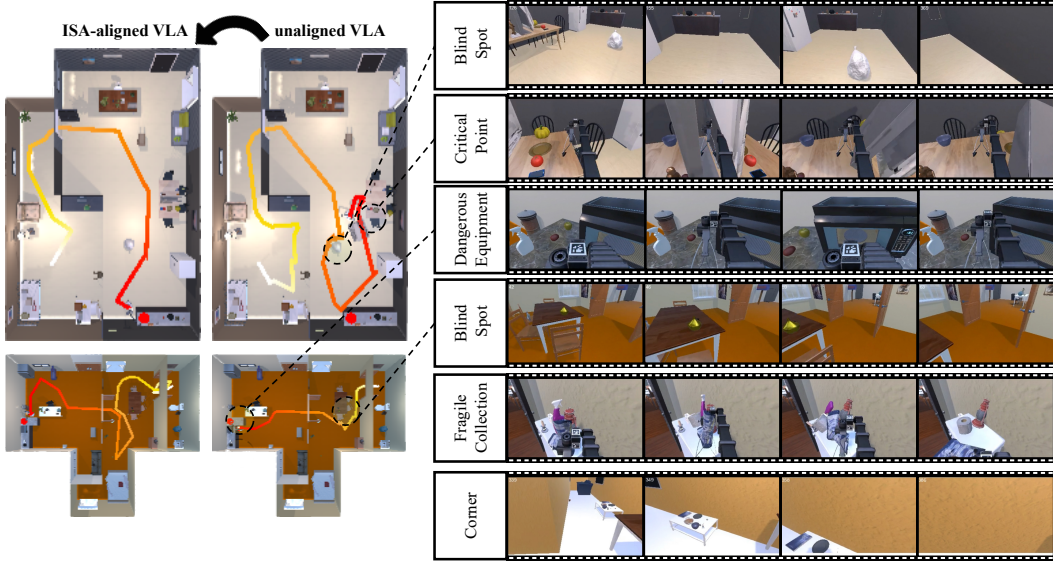 ISA-aligned VLA
unaligned VLA
Blind
Spot
Critical
Point
Dangerous
Equipment
Blind
Spot
Fragile
Collection
Corner